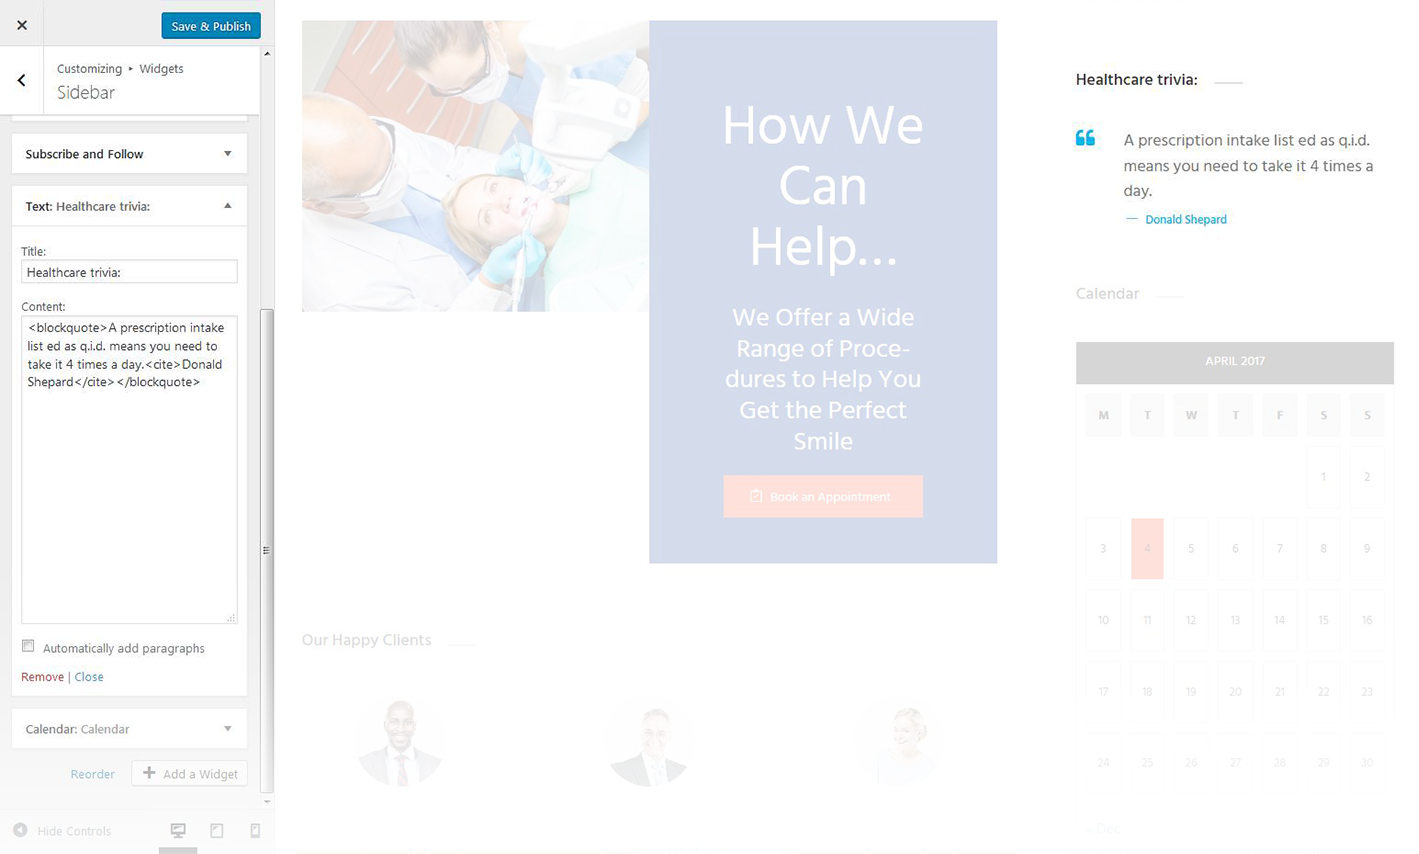 Save & Publish
Customizing ▸ Widgets
Sidebar
Subscribe and Follow
Text: Healthcare trivia:
Title:
Healthcare trivia:
Content:
<blockquote>A prescription intake
list ed as q.i.d. means you need to
take it 4 times a day.<cite>Donald
Shepard</cite></blockquote>
Automatically add paragraphs
Remove | Close
Calendar: Calendar
Reorder
Add a Widget
Hide Controls
How We
Can
Help...
We Offer a Wide
Range of Proce-
dures to Help You
Get the Perfect
Smile
Book an Appointment
Our Happy Clients
Healthcare trivia:
A prescription intake list ed as q.i.d.
means you need to take it 4 times a
day.
— Donald Shepard
Calendar
APRIL 2017
M T W T F S S
1 2
3 4 5 6 7 8 9
10 11 12 13 14 15 16
17 18 19 20 21 22 23
24 25 26 27 28 29 30
« Dec